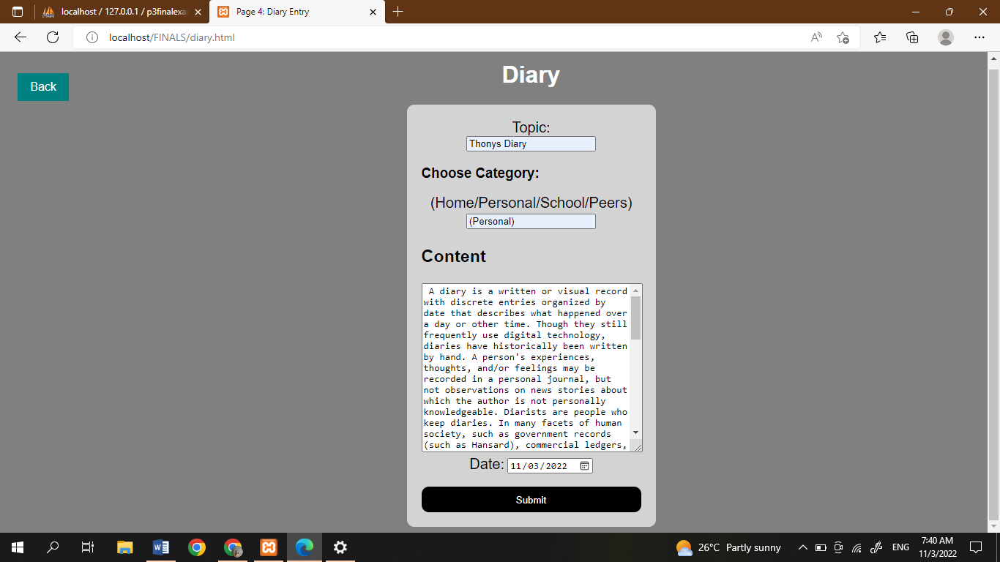 localhost / 127.0.0.1 / p3finalexa
Page 4: Diary Entry
localhost/FINALS/diary.html
Back
Diary
Topic:
Thonys Diary
Choose Category:
(Home/Personal/School/Peers)
(Personal)
Content
A diary is a written or visual record
with discrete entries organized by
date that describes what happened over
a day or other time. Though they still
frequently use digital technology,
diaries have historically been written
by hand. A person's experiences,
thoughts, and/or feelings may be
recorded in a personal journal, but
not observations on news stories about
which the author is not personally
knowledgeable. Diarists are people who
keep diaries. In many facets of human
society, such as government records
(such as Hansard), commercial ledgers,
Date: 11/03/2022
Submit
26°C Partly sunny
ENG
7:40 AM
11/3/2022